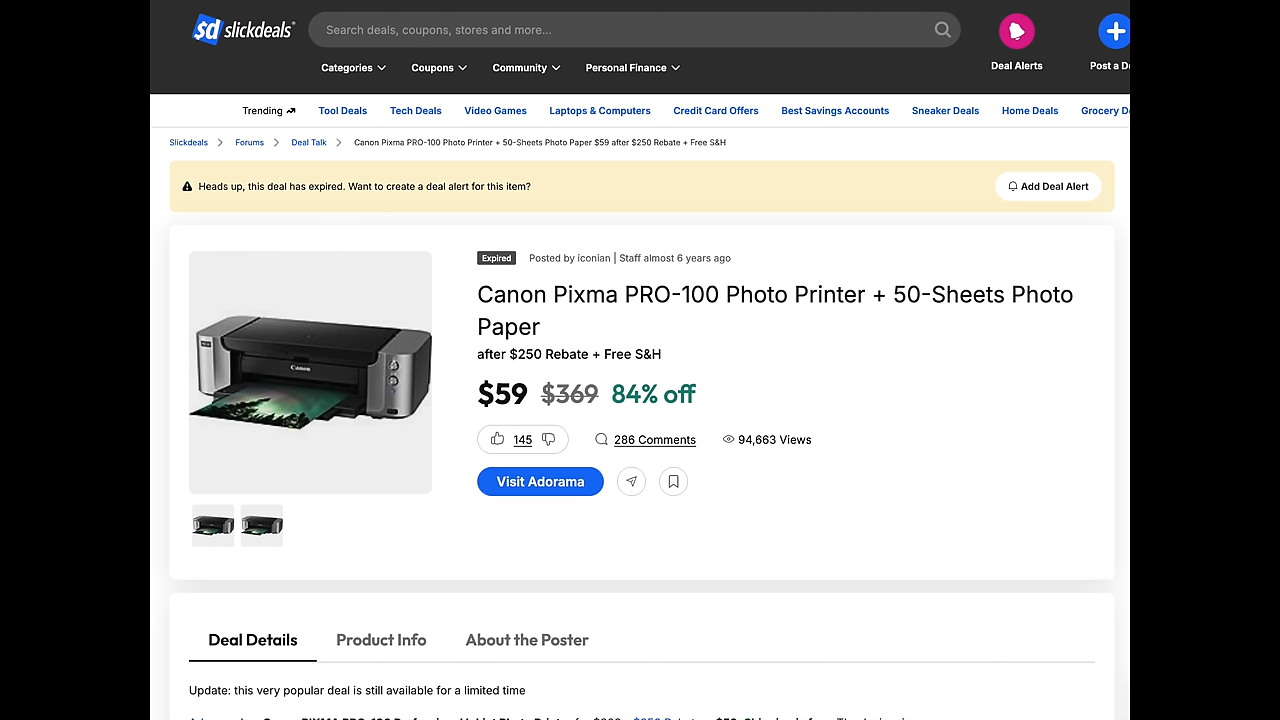 slickdeals
Search deals, coupons, stores and more...
Deal Alerts
Post a D
Categories
Coupons
Community
Personal Finance
Trending
Tool Deals
Tech Deals
Video Games
Laptops & Computers
Credit Card Offers
Best Savings Accounts
Sneaker Deals
Home Deals
Grocery D
Slickdeals > Forums > Deal Talk > Canon Pixma PRO-100 Photo Printer + 50-Sheets Photo Paper $59 after $250 Rebate + Free S&H
Heads up, this deal has expired. Want to create a deal alert for this item?
Add Deal Alert
Canon
Expired
Posted by iconian | Staff almost 6 years ago
Canon Pixma PRO-100 Photo Printer + 50-Sheets Photo
Paper
after $250 Rebate + Free S&H
$59 $369 84% off
145
286 Comments
94,663 Views
Visit Adorama
Deal Details
Product Info
About the Poster
Update: this very popular deal is still available for a limited time